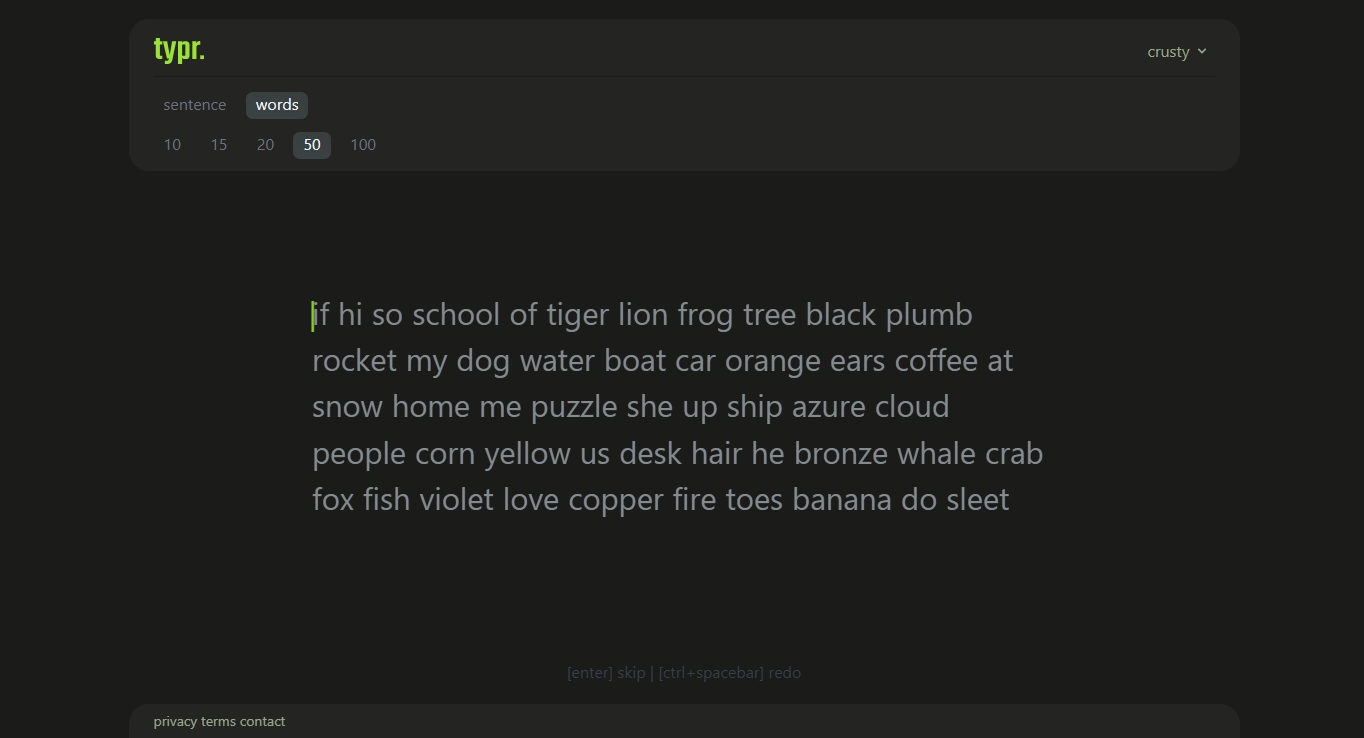 typr.
crusty
sentence words
10 15 20 50 100
if hi so school of tiger lion frog tree black plumb
rocket my dog water boat car orange ears coffee at
snow home me puzzle she up ship azure cloud
people corn yellow us desk hair he bronze whale crab
fox fish violet love copper fire toes banana do sleet
[enter] skip | [ctrl+spacebar] redo
privacy terms contact